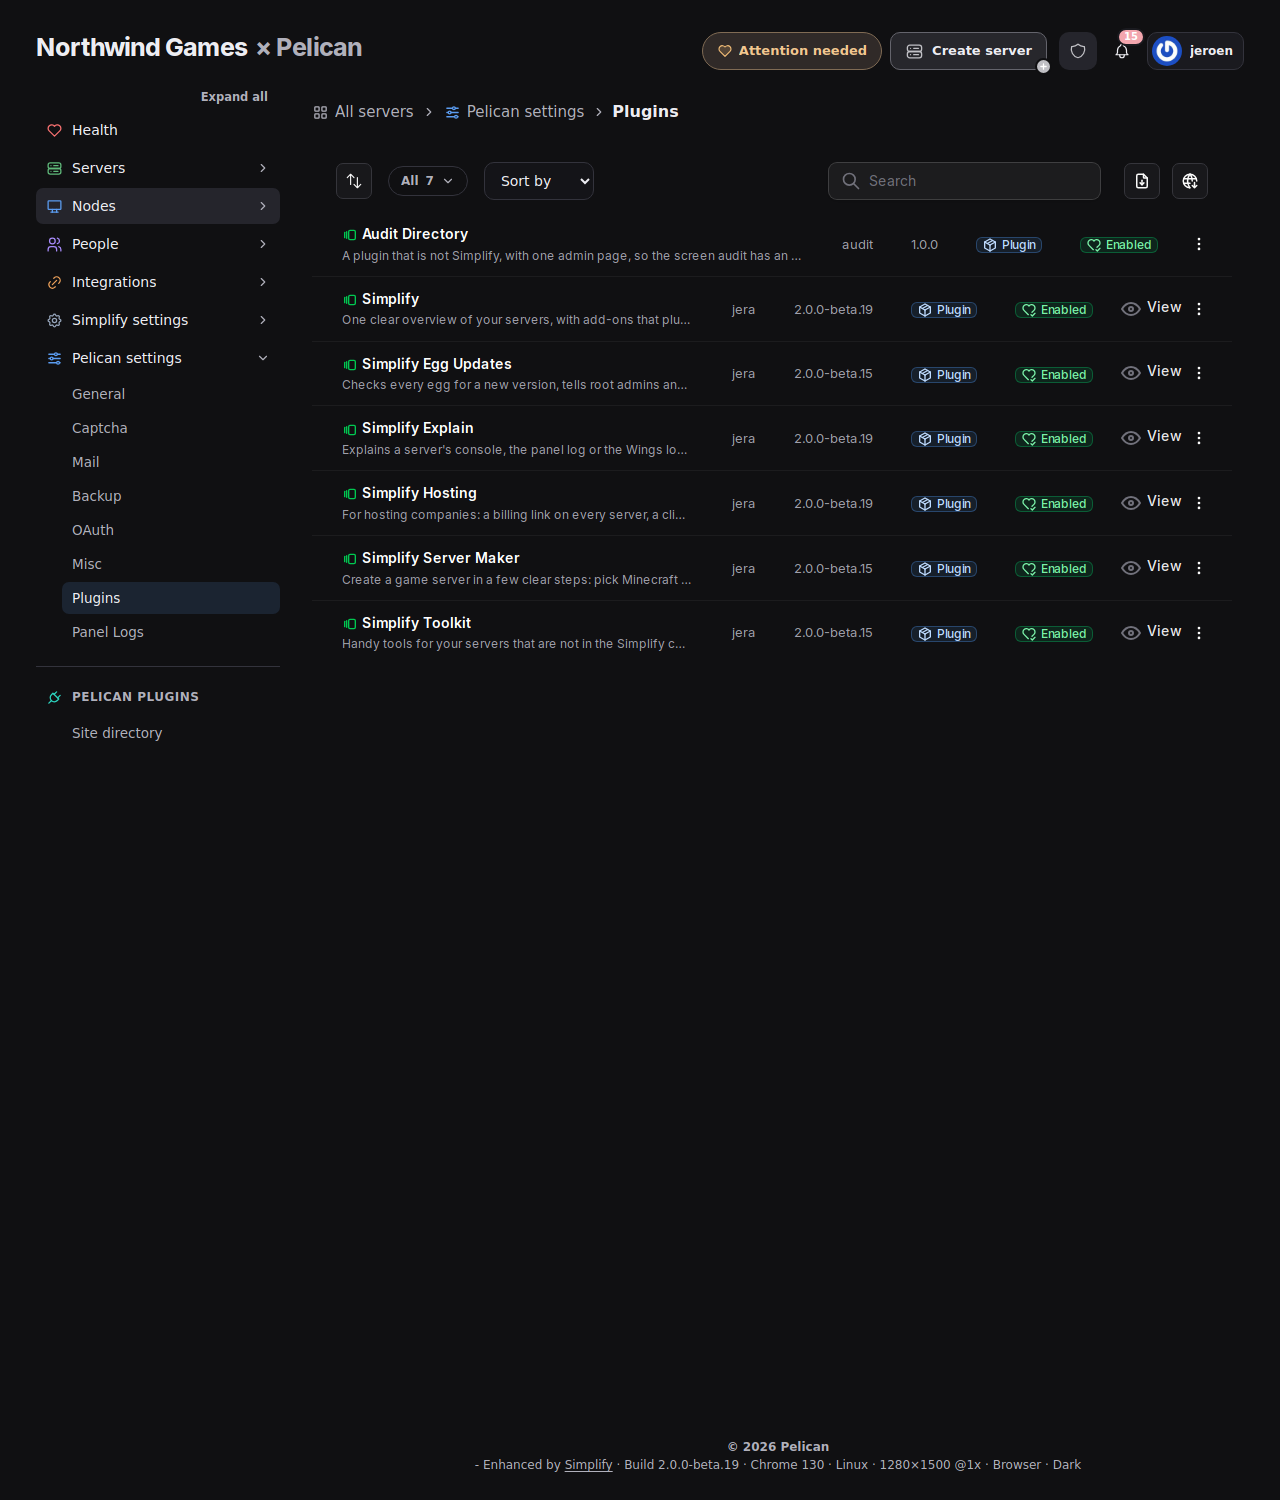 Northwind Games × Pelican
Attention needed
Create server
15
jeroen
Expand all
Health
Servers
Nodes
People
Integrations
Simplify settings
Pelican settings
General
Captcha
Mail
Backup
OAuth
Misc
Plugins
Panel Logs
PELICAN PLUGINS
Site directory
All servers > Pelican settings > Plugins
All 7
Sort by
Search
Audit Directory
A plugin that is not Simplify, with one admin page, so the screen audit has an ...
audit 1.0.0 Plugin Enabled
Simplify
One clear overview of your servers, with add-ons that plu...
jera 2.0.0-beta.19 Plugin Enabled View
Simplify Egg Updates
Checks every egg for a new version, tells root admins an...
jera 2.0.0-beta.15 Plugin Enabled View
Simplify Explain
Explains a server's console, the panel log or the Wings lo...
jera 2.0.0-beta.19 Plugin Enabled View
Simplify Hosting
For hosting companies: a billing link on every server, a cli...
jera 2.0.0-beta.19 Plugin Enabled View
Simplify Server Maker
Create a game server in a few clear steps: pick Minecraft ...
jera 2.0.0-beta.15 Plugin Enabled View
Simplify Toolkit
Handy tools for your servers that are not in the Simplify c...
jera 2.0.0-beta.15 Plugin Enabled View
© 2026 Pelican
- Enhanced by Simplify · Build 2.0.0-beta.19 · Chrome 130 · Linux · 1280×1500 @1x · Browser · Dark